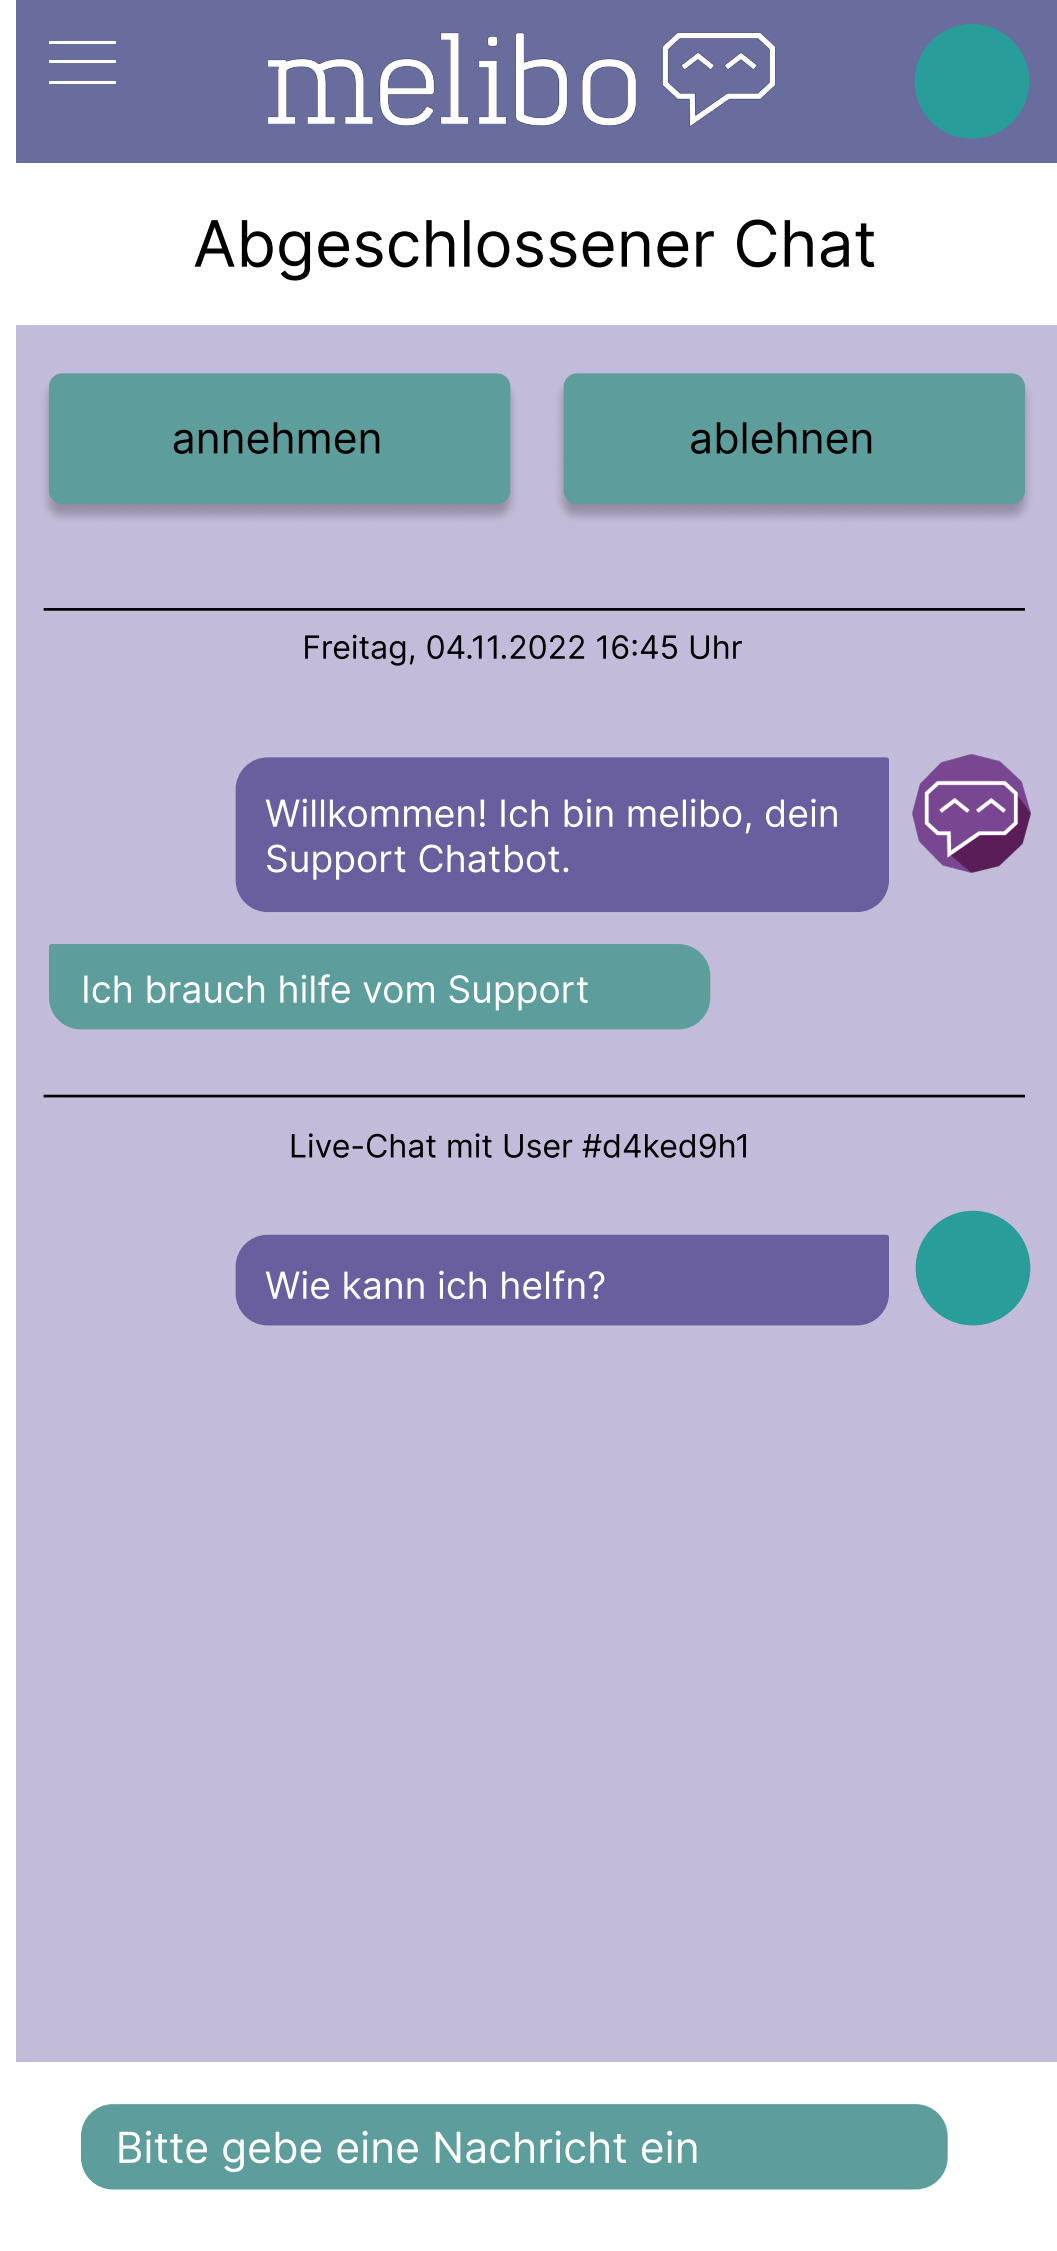 melibo
Abgeschlossener Chat
annehmen
ablehnen
Freitag, 04.11.2022 16:45 Uhr
Willkommen! Ich bin melibo, dein
Support Chatbot.
Ich brauch hilfe vom Support
Live-Chat mit User #d4ked9h1
Wie kann ich helfn?
Bitte gebe eine Nachricht ein